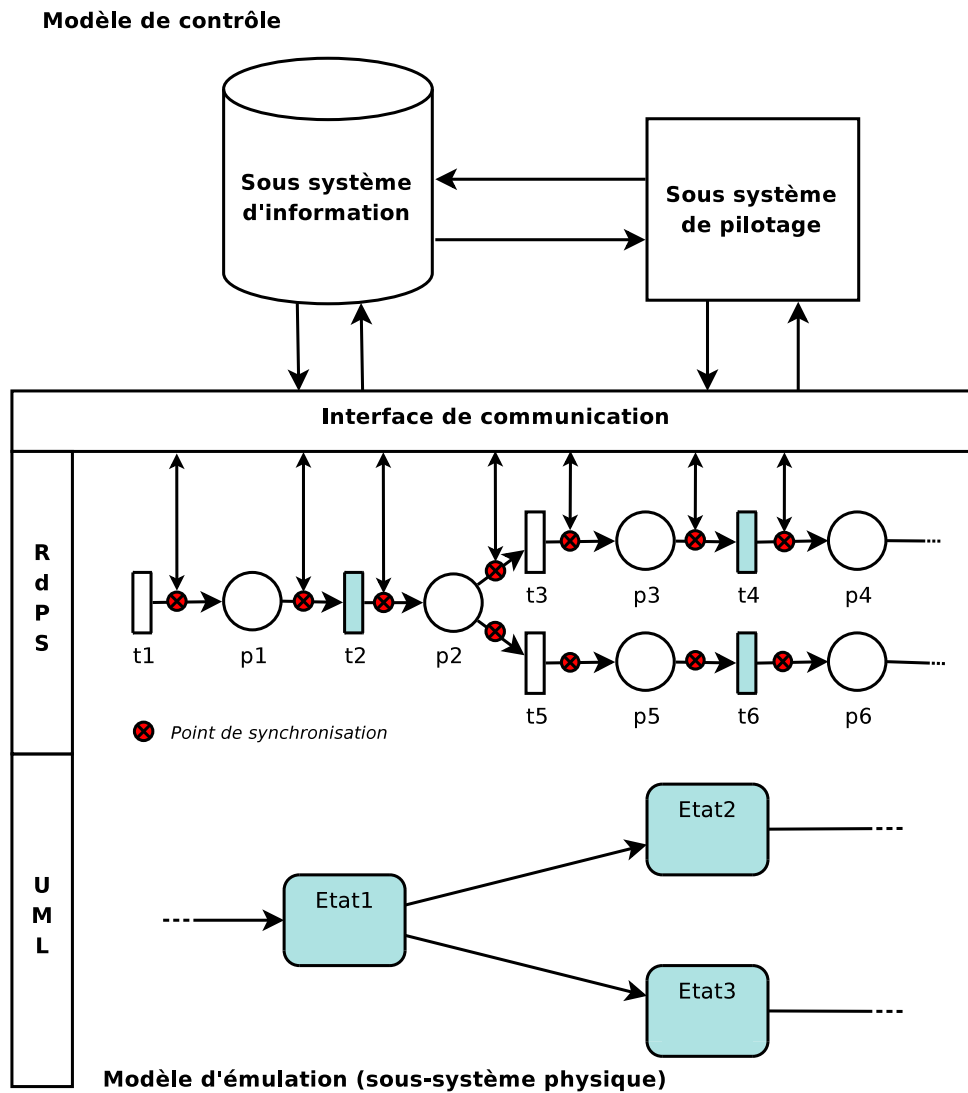 Modèle de contrôle
Sous système
d'information
Sous système
de pilotage
Interface de communication
R
d
P
S
t1
p1
t2
p2
t3
p3
t4
p4
t5
p5
t6
p6
Point de synchronisation
U
M
L
Etat1
Etat2
Etat3
Modèle d'émulation (sous-système physique)